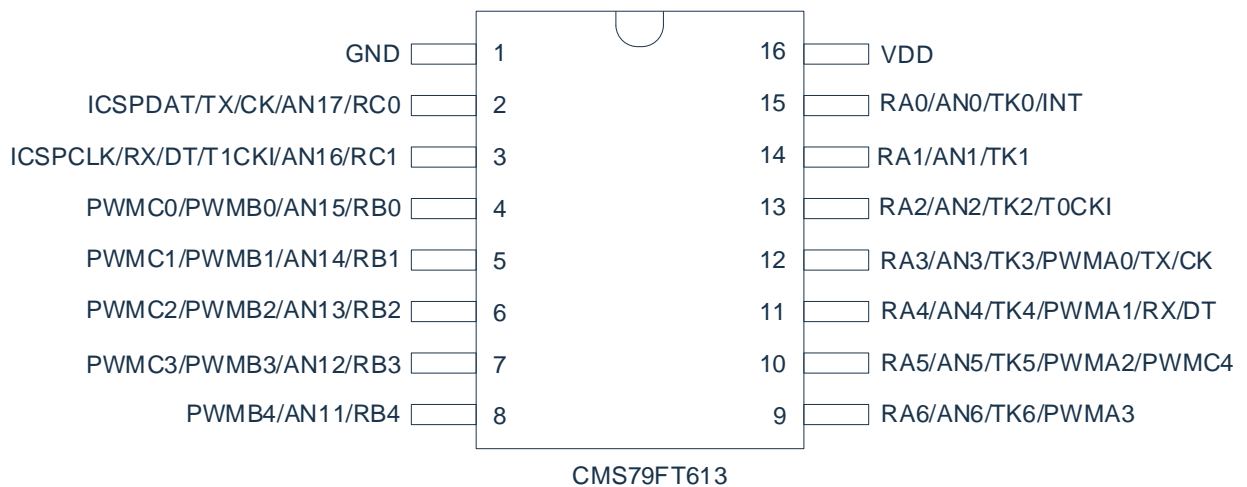 GND 1 16 VDD
ICSPDAT/TX/CK/AN17/RC0 2 15 RA0/AN0/TK0/INT
ICSPCLK/RX/DT/T1CKI/AN16/RC1 3 14 RA1/AN1/TK1
PWMC0/PWMB0/AN15/RB0 4 13 RA2/AN2/TK2/T0CKI
PWMC1/PWMB1/AN14/RB1 5 12 RA3/AN3/TK3/PWMA0/TX/CK
PWMC2/PWMB2/AN13/RB2 6 11 RA4/AN4/TK4/PWMA1/RX/DT
PWMC3/PWMB3/AN12/RB3 7 10 RA5/AN5/TK5/PWMA2/PWMC4
PWMB4/AN11/RB4 8 9 RA6/AN6/TK6/PWMA3
CMS79FT613